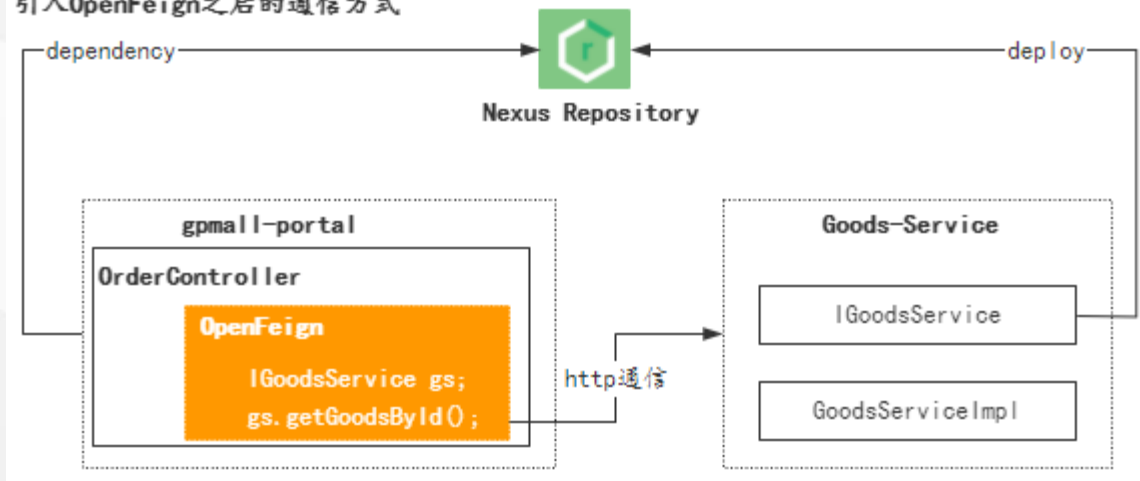 引入OpenFeign之后的通信方式
dependency
deploy
r
Nexus Repository
gpmall-portal
OrderController
OpenFeign
IGoodsService gs;
gs.getGoodsById();
http通信
Goods-Service
IGoodsService
GoodsServiceImpl